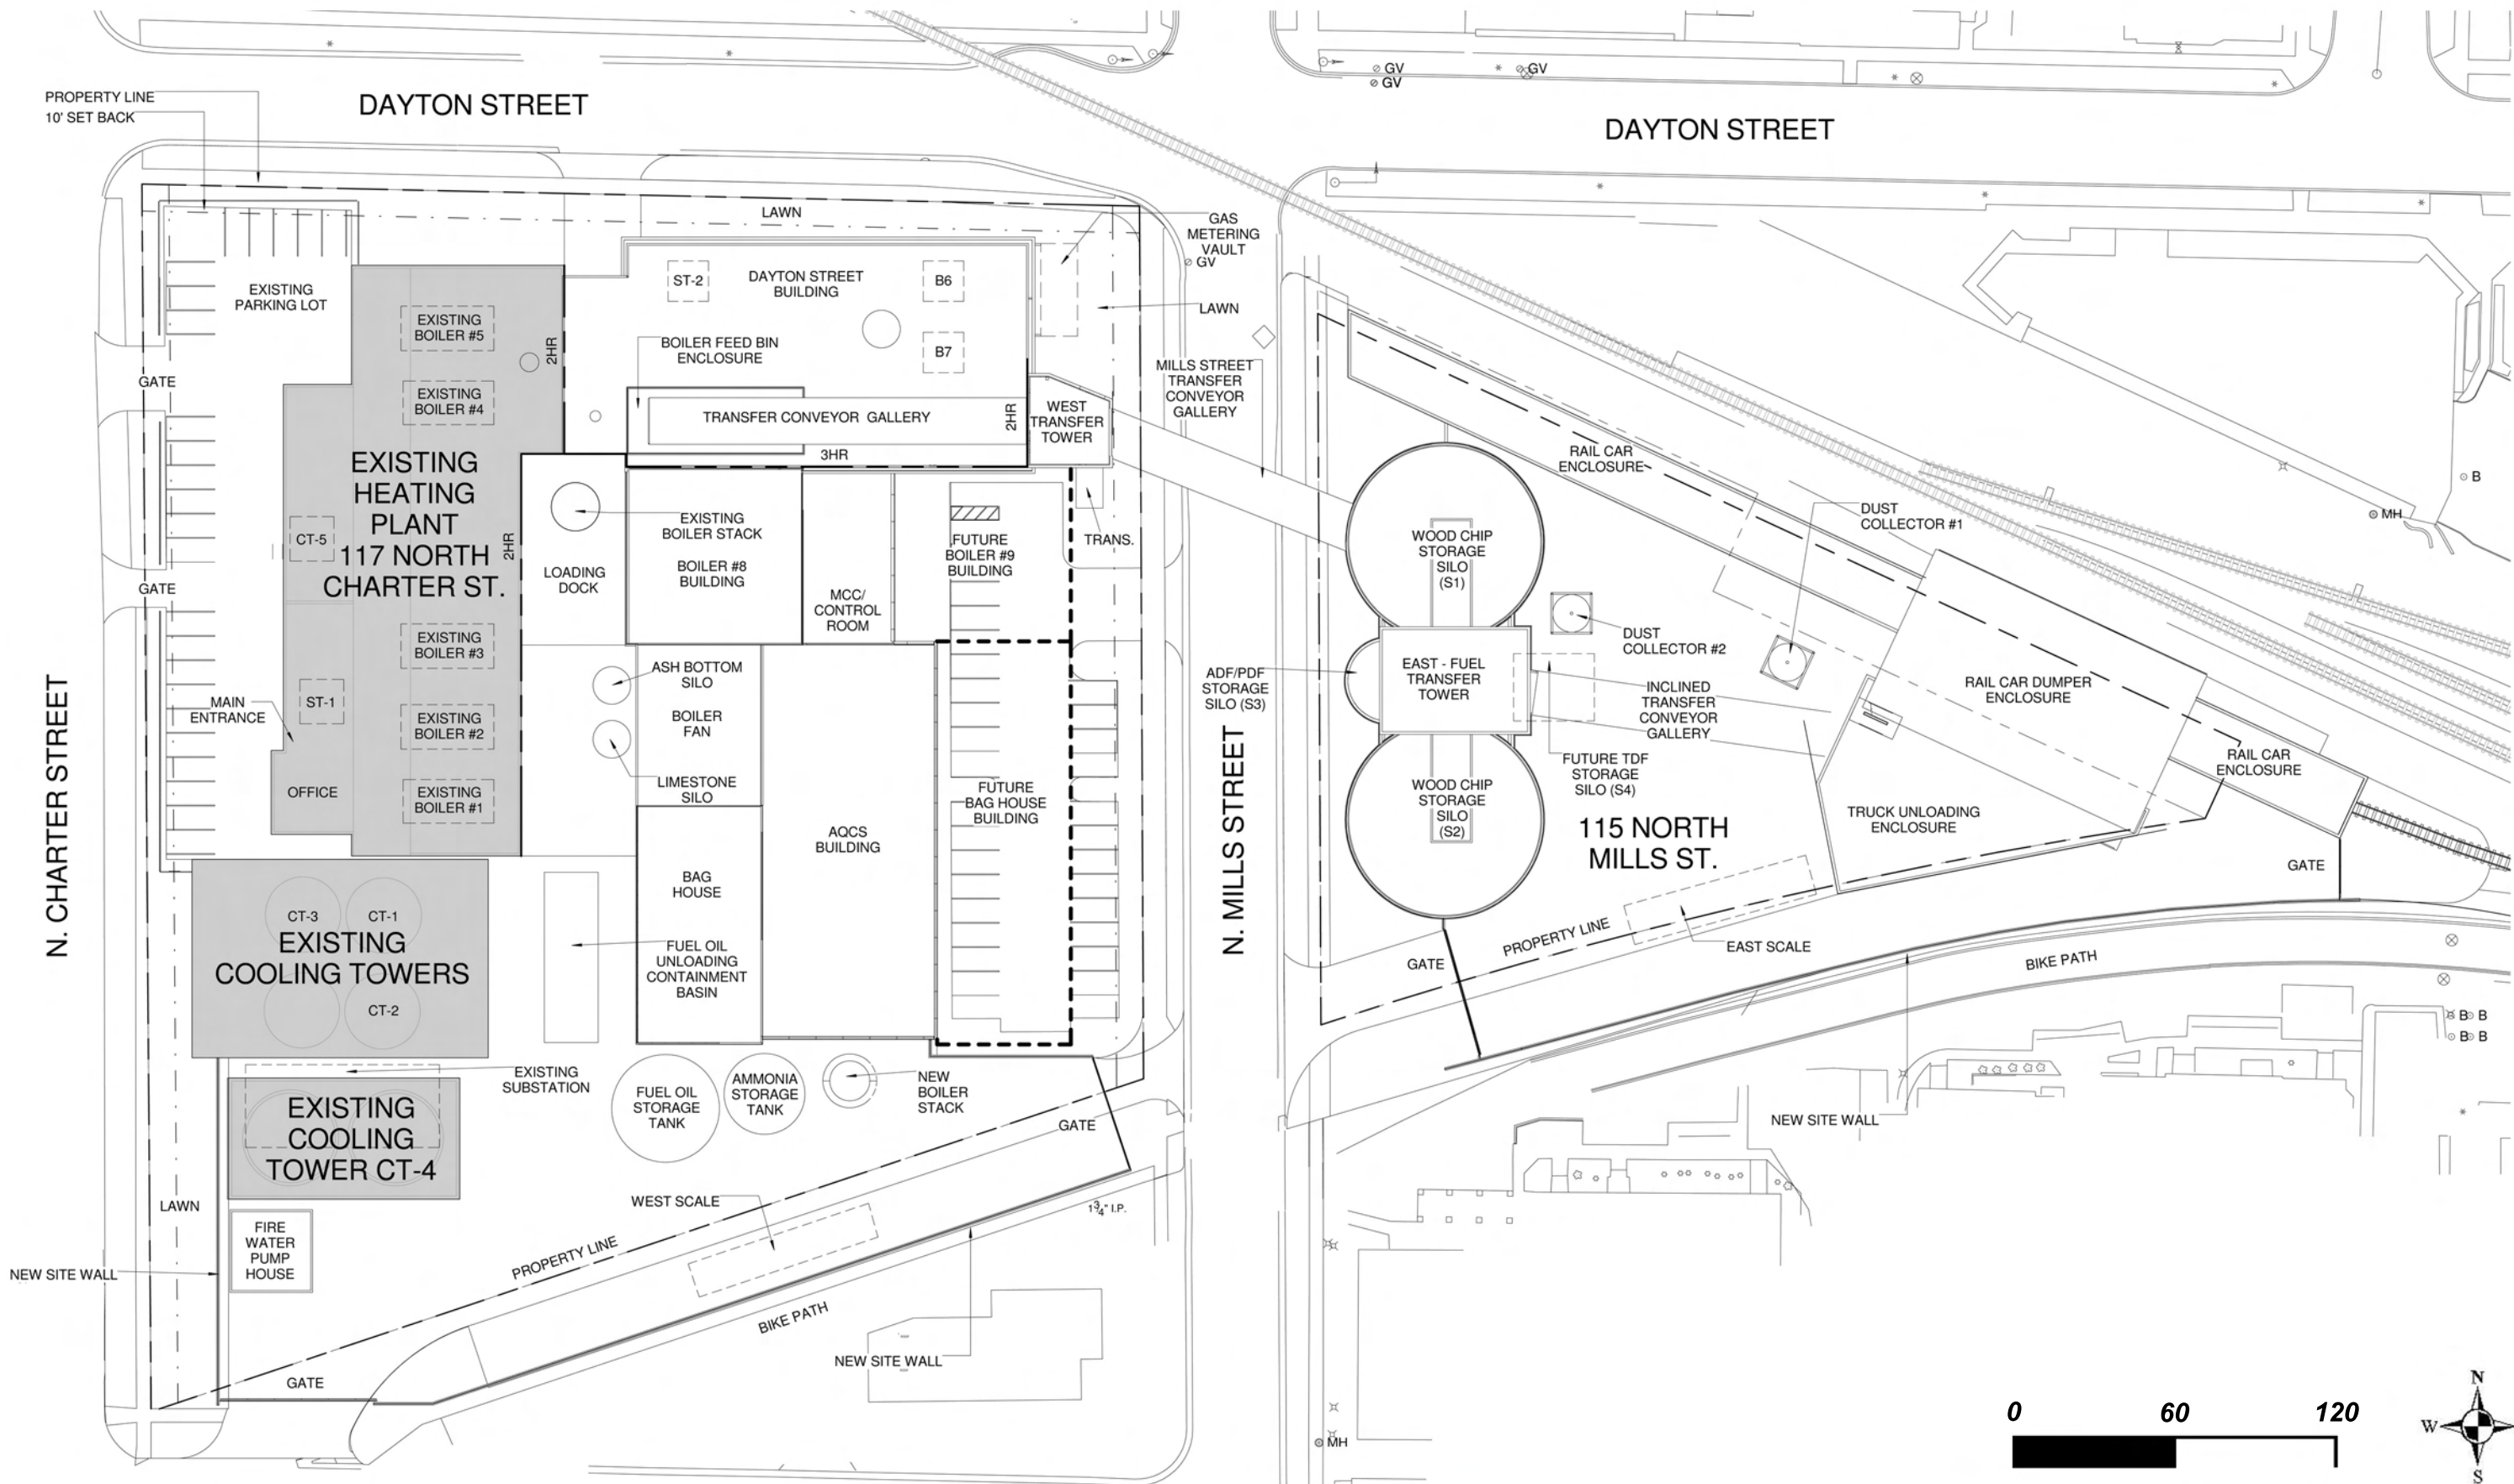 GV
GV
GV
PROPERTY LINE
10' SET BACK
DAYTON STREET
DAYTON STREET
LAWN
GAS
METERING
VAULT
GV
EXISTING
PARKING LOT
ST-2
DAYTON STREET
BUILDING
B6
LAWN
EXISTING
BOILER #5
2HR
BOILER FEED BIN
ENCLOSURE
B7
GATE
EXISTING
BOILER #4
MILLS STREET
TRANSFER
CONVEYOR
GALLERY
TRANSFER CONVEYOR GALLERY
2HR
WEST
TRANSFER
TOWER
3HR
RAIL CAR
ENCLOSURE
EXISTING
HEATING
PLANT
117 NORTH
CHARTER ST.
CT-5
2HR
LOADING
DOCK
EXISTING
BOILER STACK
BOILER #8
BUILDING
MCC/
CONTROL
ROOM
FUTURE
BOILER #9
BUILDING
TRANS.
WOOD CHIP
STORAGE
SILO
(S1)
DUST
COLLECTOR #1
B
MH
GATE
EXISTING
BOILER #3
ASH BOTTOM
SILO
DUST
COLLECTOR #2
ADF/PDF
STORAGE
SILO (S3)
EAST - FUEL
TRANSFER
TOWER
INCLINED
TRANSFER
CONVEYOR
GALLERY
RAIL CAR DUMPER
ENCLOSURE
MAIN
ENTRANCE
ST-1
EXISTING
BOILER #2
BOILER
FAN
N. CHARTER STREET
N. MILLS STREET
OFFICE
EXISTING
BOILER #1
LIMESTONE
SILO
FUTURE
BAG HOUSE
BUILDING
FUTURE TDF
STORAGE
SILO (S4)
RAIL CAR
ENCLOSURE
WOOD CHIP
STORAGE
SILO
(S2)
AQCS
BUILDING
TRUCK UNLOADING
ENCLOSURE
115 NORTH
MILLS ST.
GATE
BAG
HOUSE
CT-3
CT-1
EXISTING
COOLING TOWERS
CT-2
FUEL OIL
UNLOADING
CONTAINMENT
BASIN
PROPERTY LINE
EAST SCALE
GATE
BIKE PATH
B B
B B
EXISTING
SUBSTATION
FUEL OIL
STORAGE
TANK
AMMONIA
STORAGE
TANK
NEW
BOILER
STACK
GATE
NEW SITE WALL
EXISTING
COOLING
TOWER CT-4
LAWN
WEST SCALE
1 3/4" I.P.
FIRE
WATER
PUMP
HOUSE
PROPERTY LINE
NEW SITE WALL
BIKE PATH
NEW SITE WALL
GATE
MH
0 60 120
N
W
S